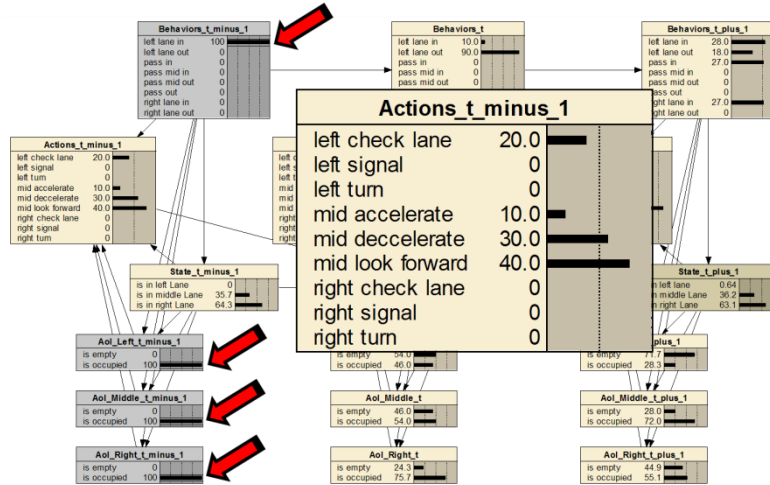 Behaviors_t_minus_1
left lane in 100
left lane out 0
pass in 0
pass mid in 0
pass mid out 0
pass out 0
right lane in 0
right lane out 0
Behaviors_t
left lane in 10.0
left lane out 90.0
pass in 0
pass mid in 0
Behaviors_t_plus_1
left lane in 28.0
left lane out 18.0
pass in 27.0
pass mid in 0
pass mid out 0
pass out 0
right lane in 27.0
right lane out 0
Actions_t_minus_1
left check lane 20.0
left signal 0
left turn 0
mid accelerate 10.0
mid deccelerate 30.0
mid look forward 40.0
right check lane 0
right signal 0
right turn 0
Actions_t_minus_1
left check lane 20.0
left signal 0
left turn 0
mid accelerate 10.0
mid deccelerate 30.0
mid look forward 40.0
right check lane 0
right signal 0
right turn 0
State_t_minus_1
is in left Lane 0
is in middle Lane 35.7
is in right Lane 64.3
State_t_plus_1
in left lane 0.64
in middle Lane 36.2
in right Lane 63.1
AoI_Left_t_minus_1
is empty 0
is occupied 100
is empty 54.0
is occupied 46.0
plus_1
is empty 71.7
is occupied 28.3
AoI_Middle_t_minus_1
is empty 0
is occupied 100
AoI_Middle_t
is empty 46.0
is occupied 54.0
AoI_Middle_t_plus_1
is empty 28.0
is occupied 72.0
AoI_Right_t_minus_1
is empty 0
is occupied 100
AoI_Right_t
is empty 24.3
is occupied 75.7
AoI_Right_t_plus_1
is empty 44.9
is occupied 55.1